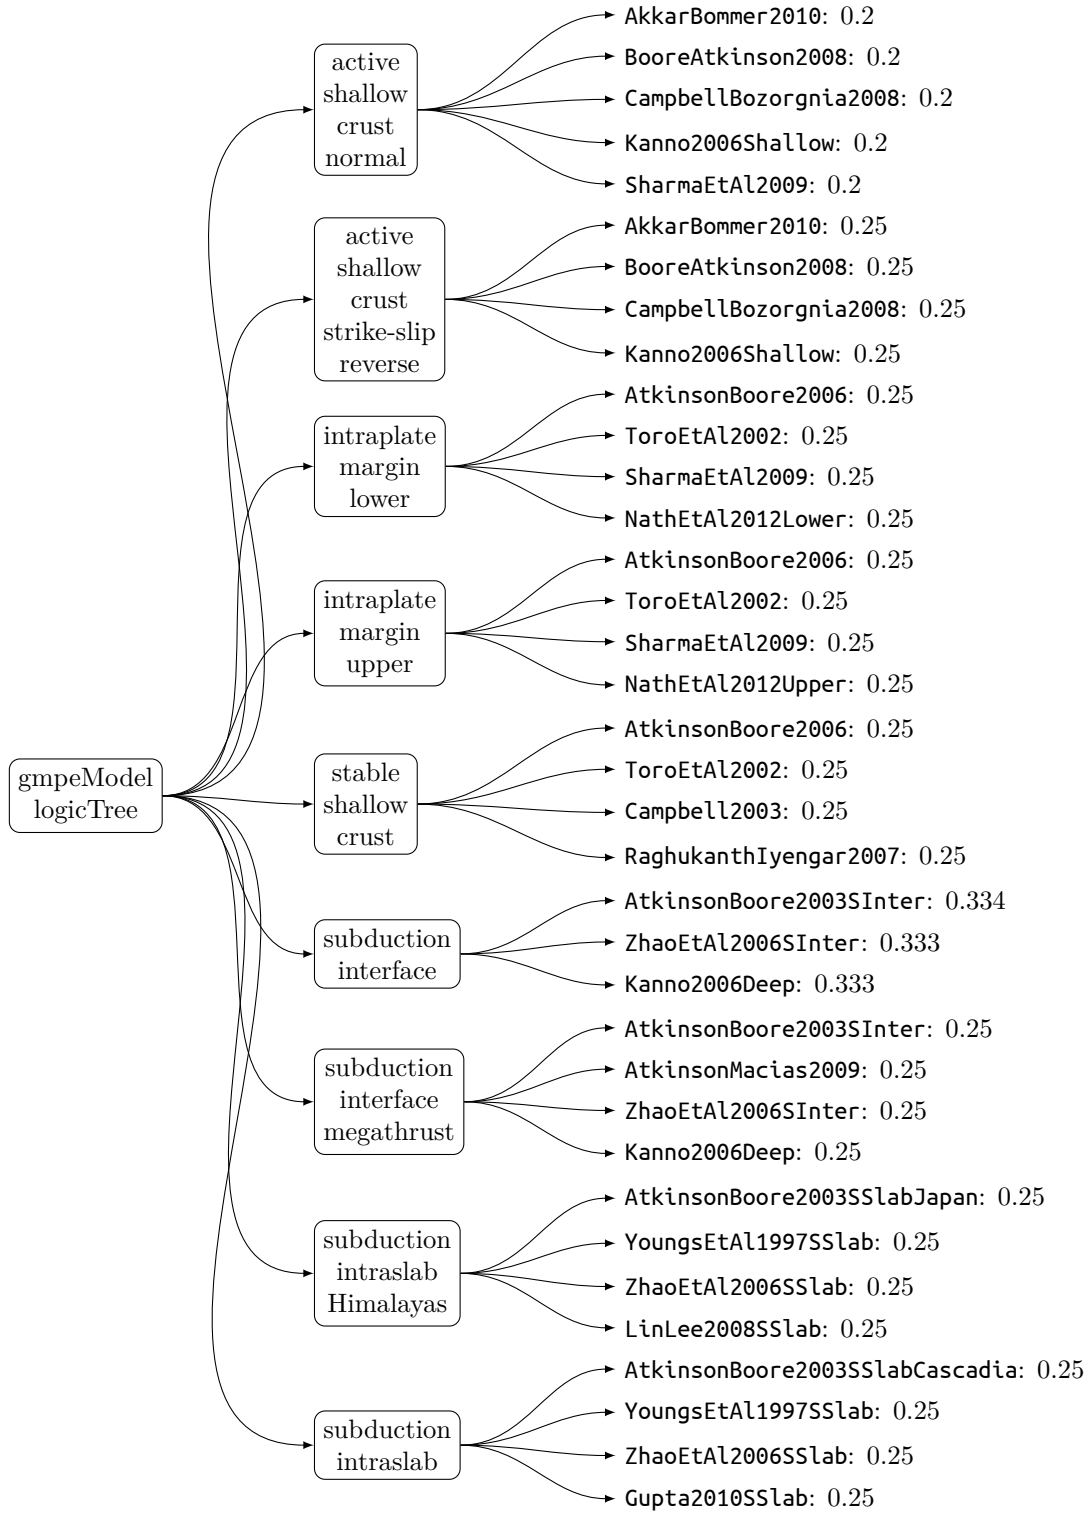 gmpeModel
logicTree
active
shallow
crust
normal
AkkarBommer2010: 0.2
BooreAtkinson2008: 0.2
CampbellBozorgnia2008: 0.2
Kanno2006Shallow: 0.2
SharmaEtAl2009: 0.2
active
shallow
crust
strike-slip
reverse
AkkarBommer2010: 0.25
BooreAtkinson2008: 0.25
CampbellBozorgnia2008: 0.25
Kanno2006Shallow: 0.25
intraplate
margin
lower
AtkinsonBoore2006: 0.25
ToroEtAl2002: 0.25
SharmaEtAl2009: 0.25
NathEtAl2012Lower: 0.25
intraplate
margin
upper
AtkinsonBoore2006: 0.25
ToroEtAl2002: 0.25
SharmaEtAl2009: 0.25
NathEtAl2012Upper: 0.25
stable
shallow
crust
AtkinsonBoore2006: 0.25
ToroEtAl2002: 0.25
Campbell2003: 0.25
RaghukanthIyengar2007: 0.25
subduction
interface
AtkinsonBoore2003SInter: 0.334
ZhaoEtAl2006SInter: 0.333
Kanno2006Deep: 0.333
subduction
interface
megathrust
AtkinsonBoore2003SInter: 0.25
AtkinsonMacias2009: 0.25
ZhaoEtAl2006SInter: 0.25
Kanno2006Deep: 0.25
subduction
intraslab
Himalayas
AtkinsonBoore2003SSlabJapan: 0.25
YoungsEtAl1997SSlab: 0.25
ZhaoEtAl2006SSlab: 0.25
LinLee2008SSlab: 0.25
subduction
intraslab
AtkinsonBoore2003SSlabCascadia: 0.25
YoungsEtAl1997SSlab: 0.25
ZhaoEtAl2006SSlab: 0.25
Gupta2010SSlab: 0.25